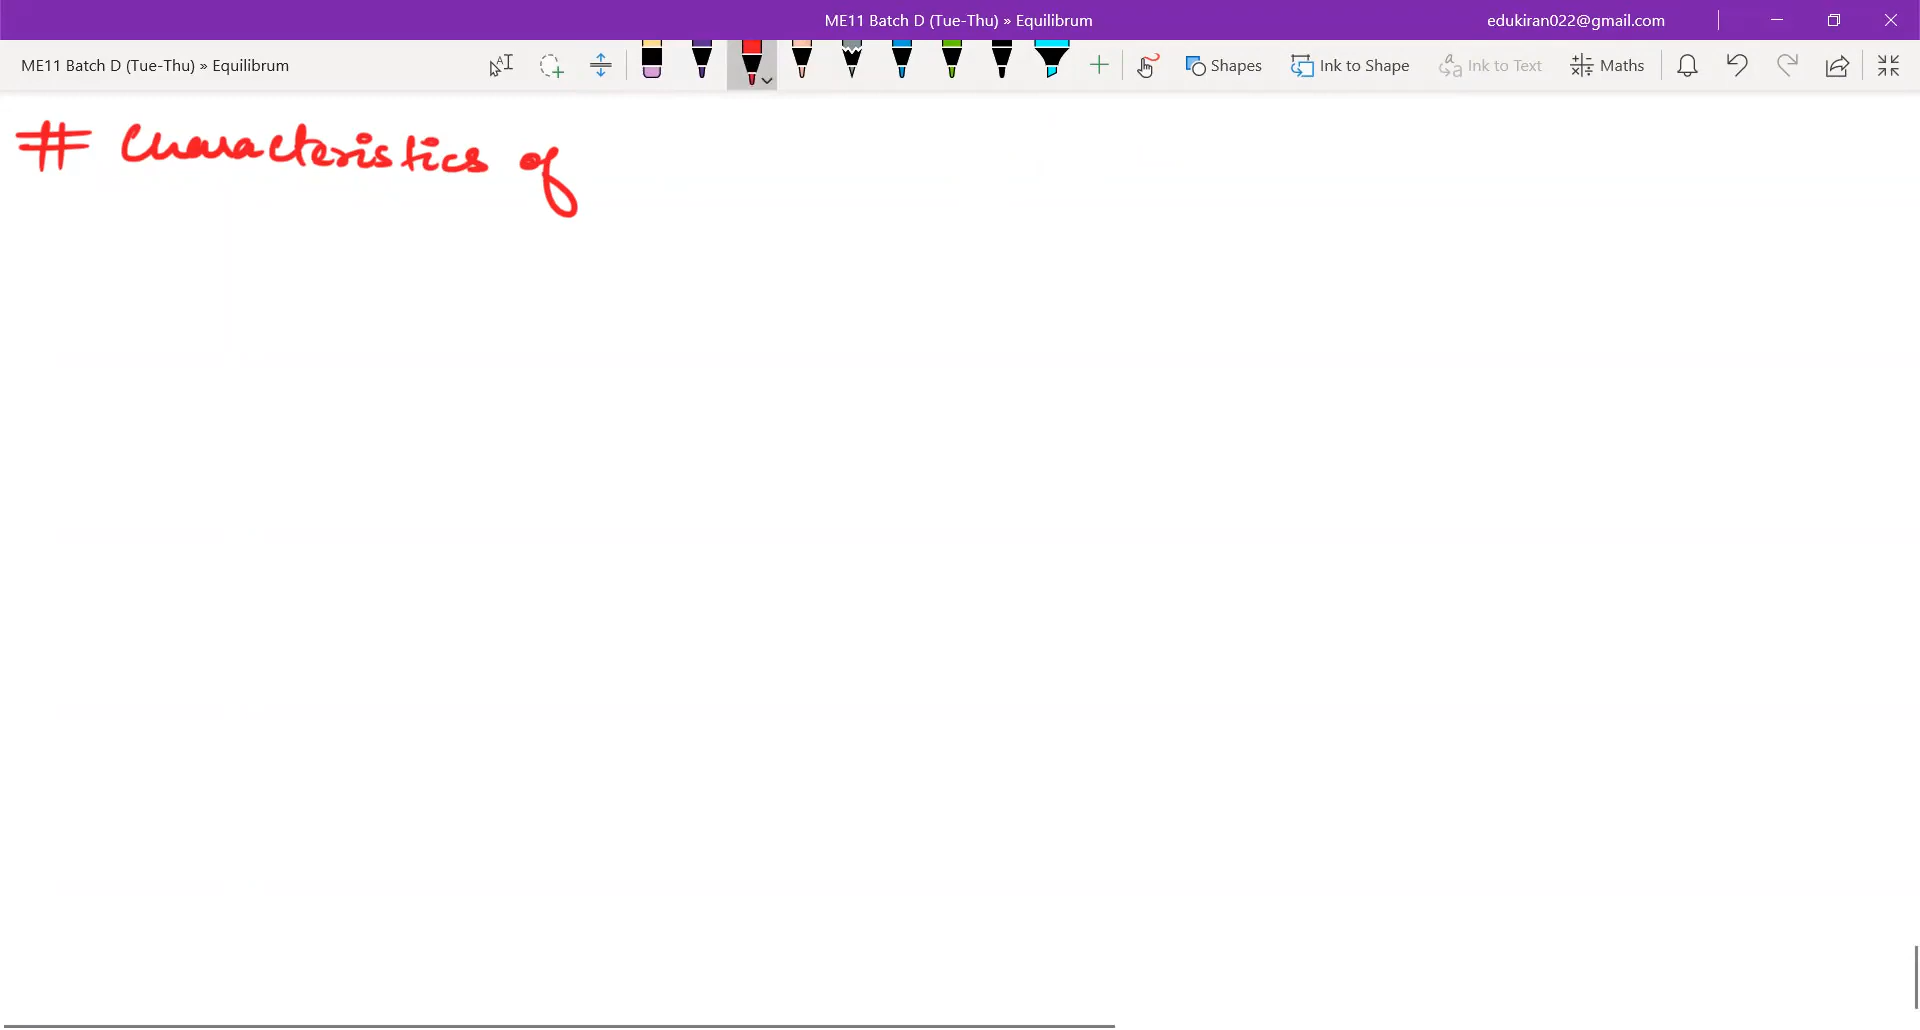 ME11 Batch D (Tue-Thu) » Equilibrum
edukiran022@gmail.com
ME11 Batch D (Tue-Thu) » Equilibrum
Shapes
Ink to Shape
Ink to Text
Maths
# Characteristics of